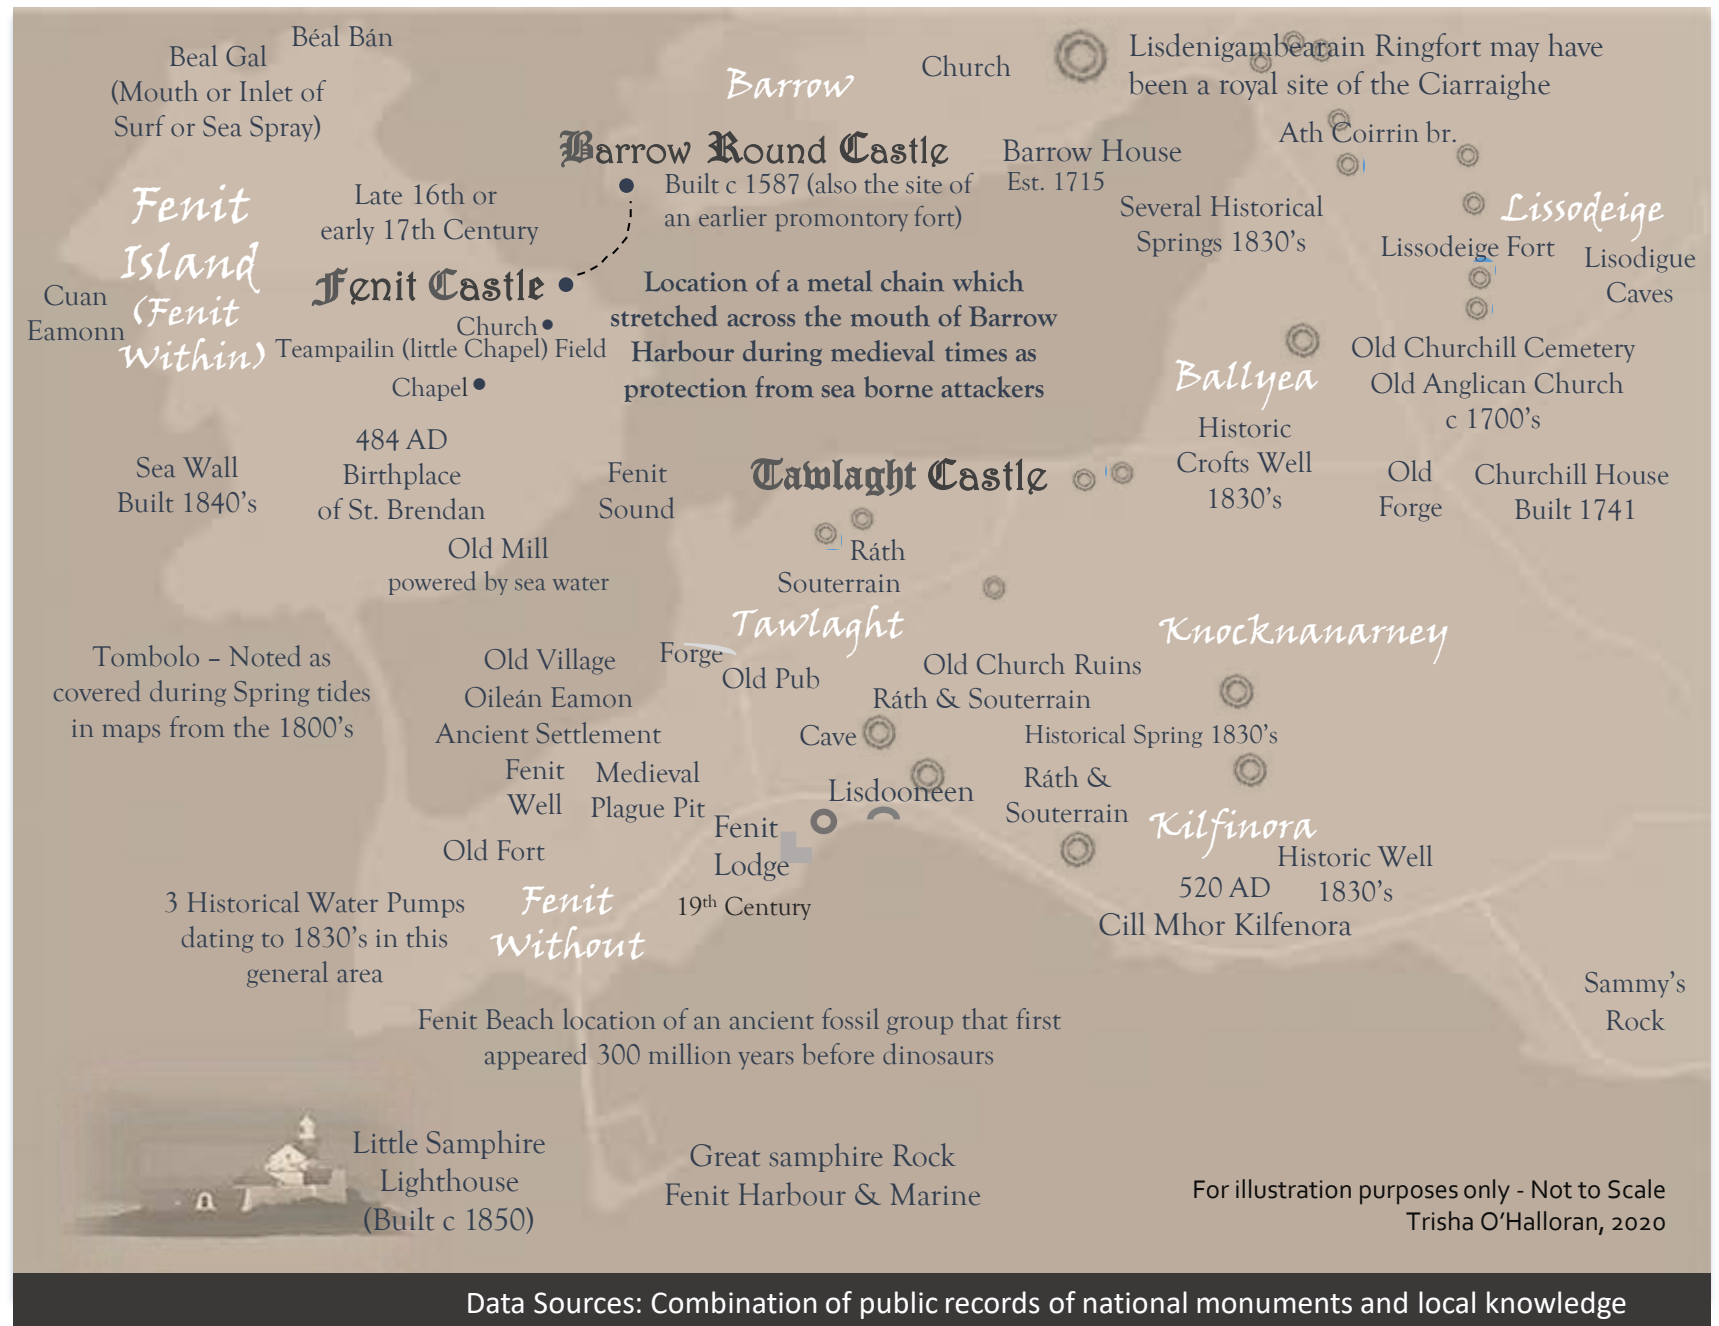 Béal Bán
Beal Gal
(Mouth or Inlet of
Surf or Sea Spray)
Barrow
Church
Lisdenigambearain Ringfort may have
been a royal site of the Ciarraighe
Ath Coirrin br.
Barrow Round Castle
Built c 1587 (also the site of
an earlier promontory fort)
Barrow House
Est. 1715
Several Historical
Springs 1830's
Lissodeige
Lissodeige Fort
Lisodigue
Caves
Fenit
Island
(Fenit
Within)
Late 16th or
early 17th Century
Fenit Castle
Cuan
Eamonn
Church
Teampailin (little Chapel) Field
Chapel
Location of a metal chain which
stretched across the mouth of Barrow
Harbour during medieval times as
protection from sea borne attackers
Ballyea
Historic
Crofts Well
1830's
Old Churchill Cemetery
Old Anglican Church
c 1700's
Old
Forge
Churchill House
Built 1741
Sea Wall
Built 1840's
484 AD
Birthplace
of St. Brendan
Fenit
Sound
Tawlaght Castle
Old Mill
powered by sea water
Ráth
Souterrain
Tawlaght
Knocknanarney
Tombolo – Noted as
covered during Spring tides
in maps from the 1800's
Old Village
Oileán Eamon
Ancient Settlement
Forge
Old Pub
Old Church Ruins
Ráth & Souterrain
Cave
Historical Spring 1830's
Fenit
Well
Medieval
Plague Pit
Lisdooneen
Ráth &
Souterrain
Fenit
Lodge
19th Century
Kilfinora
Historic Well
1830's
520 AD
Cill Mhor Kilfenora
Old Fort
3 Historical Water Pumps
dating to 1830's in this
general area
Fenit
Without
Sammy's
Rock
Fenit Beach location of an ancient fossil group that first
appeared 300 million years before dinosaurs
Little Samphire
Lighthouse
(Built c 1850)
Great samphire Rock
Fenit Harbour & Marine
For illustration purposes only - Not to Scale
Trisha O'Halloran, 2020
Data Sources: Combination of public records of national monuments and local knowledge